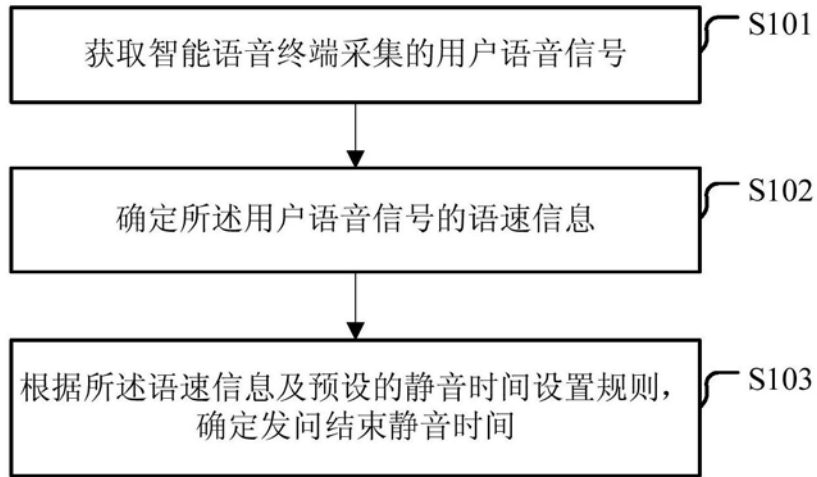 获取智能语音终端采集的用户语音信号
S101
确定所述用户语音信号的语速信息
S102
根据所述语速信息及预设的静音时间设置规则，
确定发问结束静音时间
S103